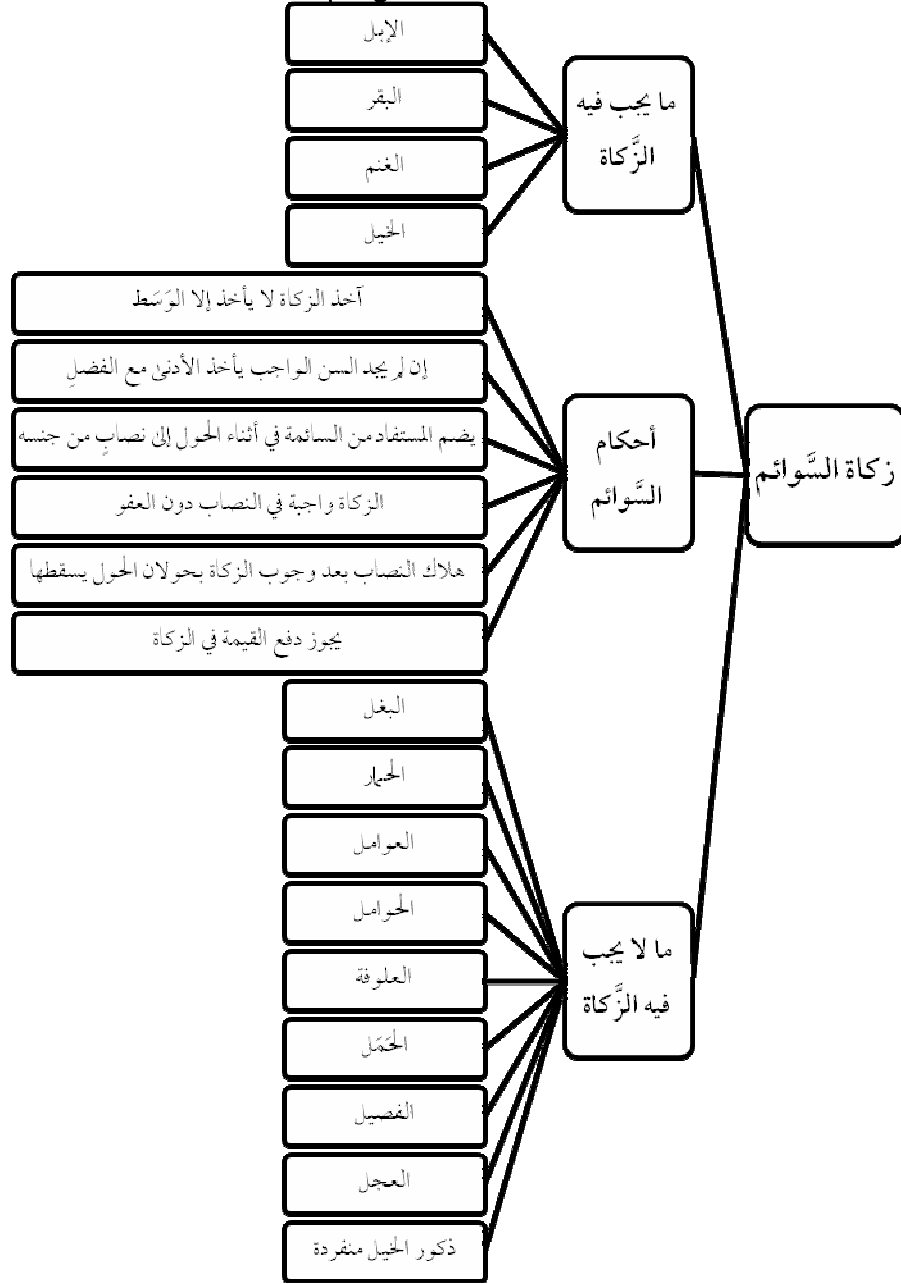 زكاة السَّوائم
ما يجب فيه
الزَّكاة
الإبل
البقر
الغنم
الخيل
أحكام
السَّوائم
آخذ الزكاة لا يأخذ إلا الوَسَط
إن لم يجد السن الواجب يأخذ الأدنى مع الفضلِ
يضم المستفاد من السائمة في أثناء الحول إلى نصابٍ من جنسه
الزكاة واجبة في النصاب دون العفو
هلاك النصاب بعد وجوب الزكاة بحولان الحول يسقطها
يجوز دفع القيمة في الزكاة
ما لا يجب
فيه الزَّكاة
البغل
الحمار
العوامل
الحوامل
العلوفة
الحَمَل
الفصيل
العجل
ذكور الخيل منفردة